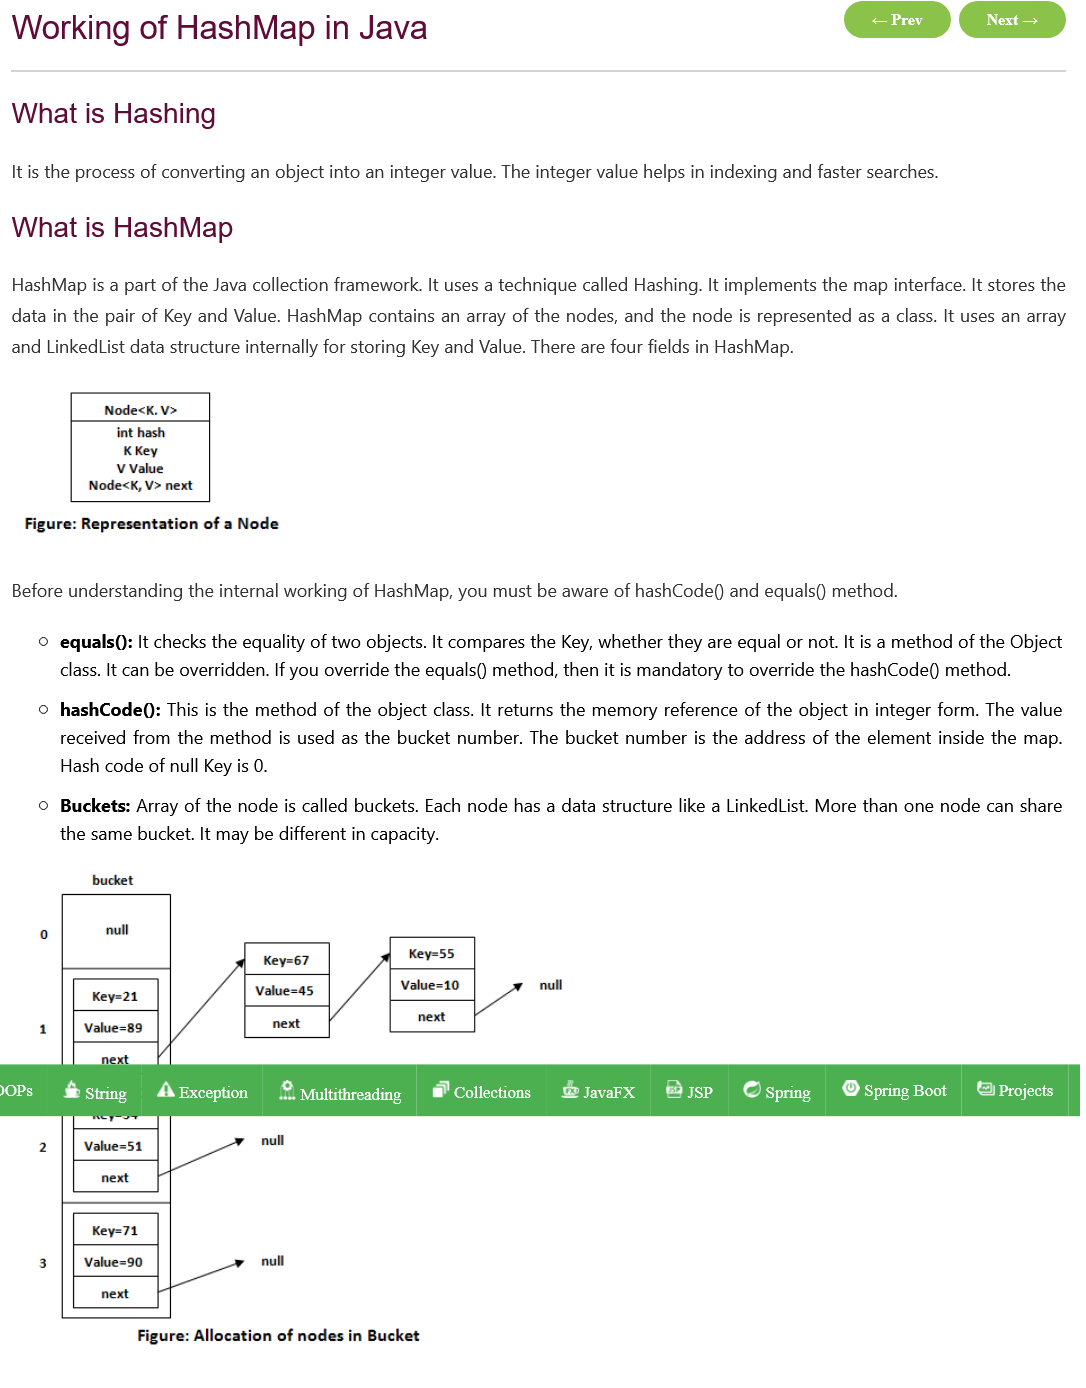 Working of HashMap in Java
← Prev
Next →
What is Hashing
It is the process of converting an object into an integer value. The integer value helps in indexing and faster searches.
What is HashMap
HashMap is a part of the Java collection framework. It uses a technique called Hashing. It implements the map interface. It stores the
data in the pair of Key and Value. HashMap contains an array of the nodes, and the node is represented as a class. It uses an array
and LinkedList data structure internally for storing Key and Value. There are four fields in HashMap.
Node<K. V>
int hash
K Key
V Value
Node<K, V> next
Figure: Representation of a Node
Before understanding the internal working of HashMap, you must be aware of hashCode() and equals() method.
equals(): It checks the equality of two objects. It compares the Key, whether they are equal or not. It is a method of the Object
class. It can be overridden. If you override the equals() method, then it is mandatory to override the hashCode() method.
hashCode(): This is the method of the object class. It returns the memory reference of the object in integer form. The value
received from the method is used as the bucket number. The bucket number is the address of the element inside the map.
Hash code of null Key is 0.
Buckets: Array of the node is called buckets. Each node has a data structure like a LinkedList. More than one node can share
the same bucket. It may be different in capacity.
bucket
0
null
Key=67
Value=45
next
Key=55
Value=10
next
null
1
Key=21
Value=89
next
OOPs
String
Exception
Multithreading
Collections
JavaFX
JSP
Spring
Spring Boot
Projects
2
Value=51
next
null
3
Key=71
Value=90
next
null
Figure: Allocation of nodes in Bucket